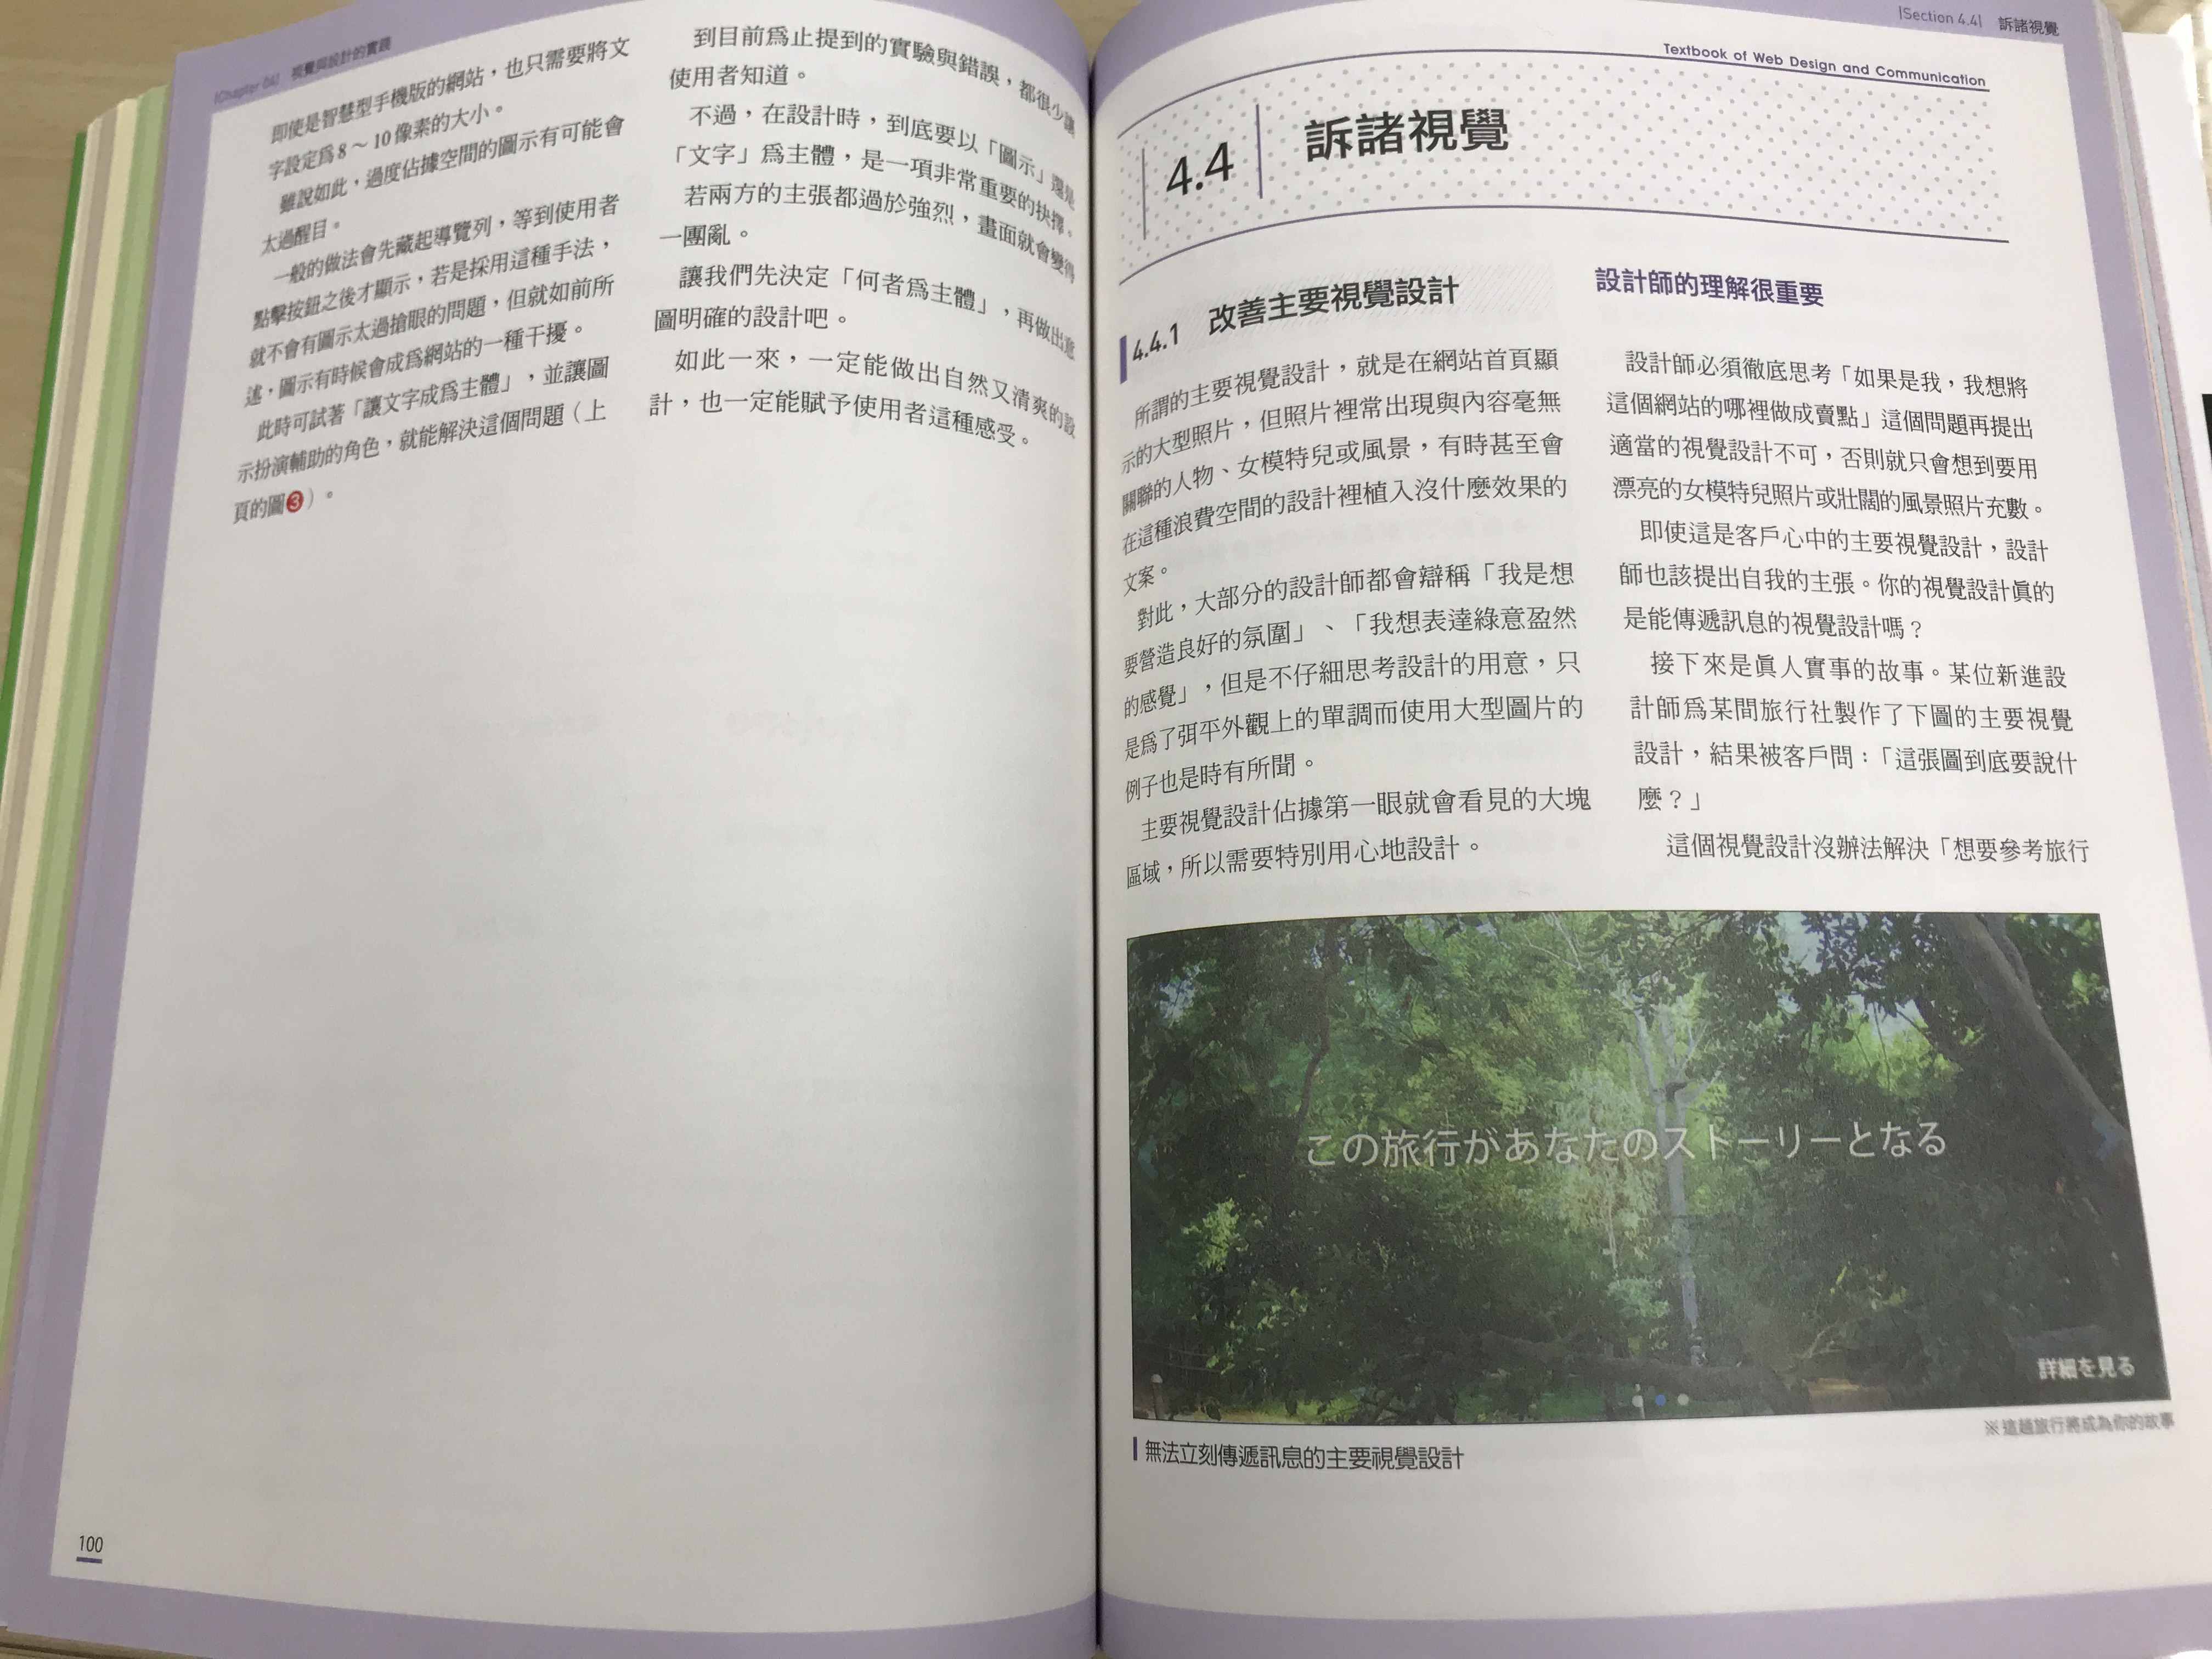 |Chapter 04| 視覺與設計的實踐
即使是智慧型手機版的網站，也只需要將文
字設定爲8～10像素的大小。
雖說如此，過度佔據空間的圖示有可能會
太過醒目。
一般的做法會先藏起導覽列，等到使用者
點擊按鈕之後才顯示，若是採用這種手法，
就不會有圖示太過搶眼的問題，但就如前所
述，圖示有時候會成爲網站的一種干擾。
此時可試著「讓文字成爲主體」，並讓圖
示扮演輔助的角色，就能解決這個問題（上
頁的圖❸）。
到目前爲止提到的實驗與錯誤，都很少讓
使用者知道。
不過，在設計時，到底要以「圖示」還是
「文字」爲主體，是一項非常重要的抉擇。
若兩方的主張都過於強烈，畫面就會變得
一團亂。
讓我們先決定「何者爲主體」，再做出意
圖明確的設計吧。
如此一來，一定能做出自然又清爽的設
計，也一定能賦予使用者這種感受。
100
|Section 4.4| 訴諸視覺
Textbook of Web Design and Communication
4.4 訴諸視覺
4.4.1 改善主要視覺設計
所謂的主要視覺設計，就是在網站首頁顯
示的大型照片，但照片裡常出現與內容毫無
關聯的人物、女模特兒或風景，有時甚至會
在這種浪費空間的設計裡植入沒什麼效果的
文案。
對此，大部分的設計師都會辯稱「我是想
要營造良好的氛圍」、「我想表達綠意盈然
的感覺」，但是不仔細思考設計的用意，只
是爲了弭平外觀上的單調而使用大型圖片的
例子也是時有所聞。
主要視覺設計佔據第一眼就會看見的大塊
區域，所以需要特別用心地設計。
設計師的理解很重要
設計師必須徹底思考「如果是我，我想將
這個網站的哪裡做成賣點」這個問題再提出
適當的視覺設計不可，否則就只會想到要用
漂亮的女模特兒照片或壯闊的風景照片充數。
即使這是客戶心中的主要視覺設計，設計
師也該提出自我的主張。你的視覺設計眞的
是能傳遞訊息的視覺設計嗎？
接下來是眞人實事的故事。某位新進設
計師爲某間旅行社製作了下圖的主要視覺
設計，結果被客戶問：「這張圖到底要說什
麼？」
這個視覺設計沒辦法解決「想要參考旅行
この旅行があなたのストーリーとなる
詳細を見る
※這趟旅行將成為你的故事
無法立刻傳遞訊息的主要視覺設計